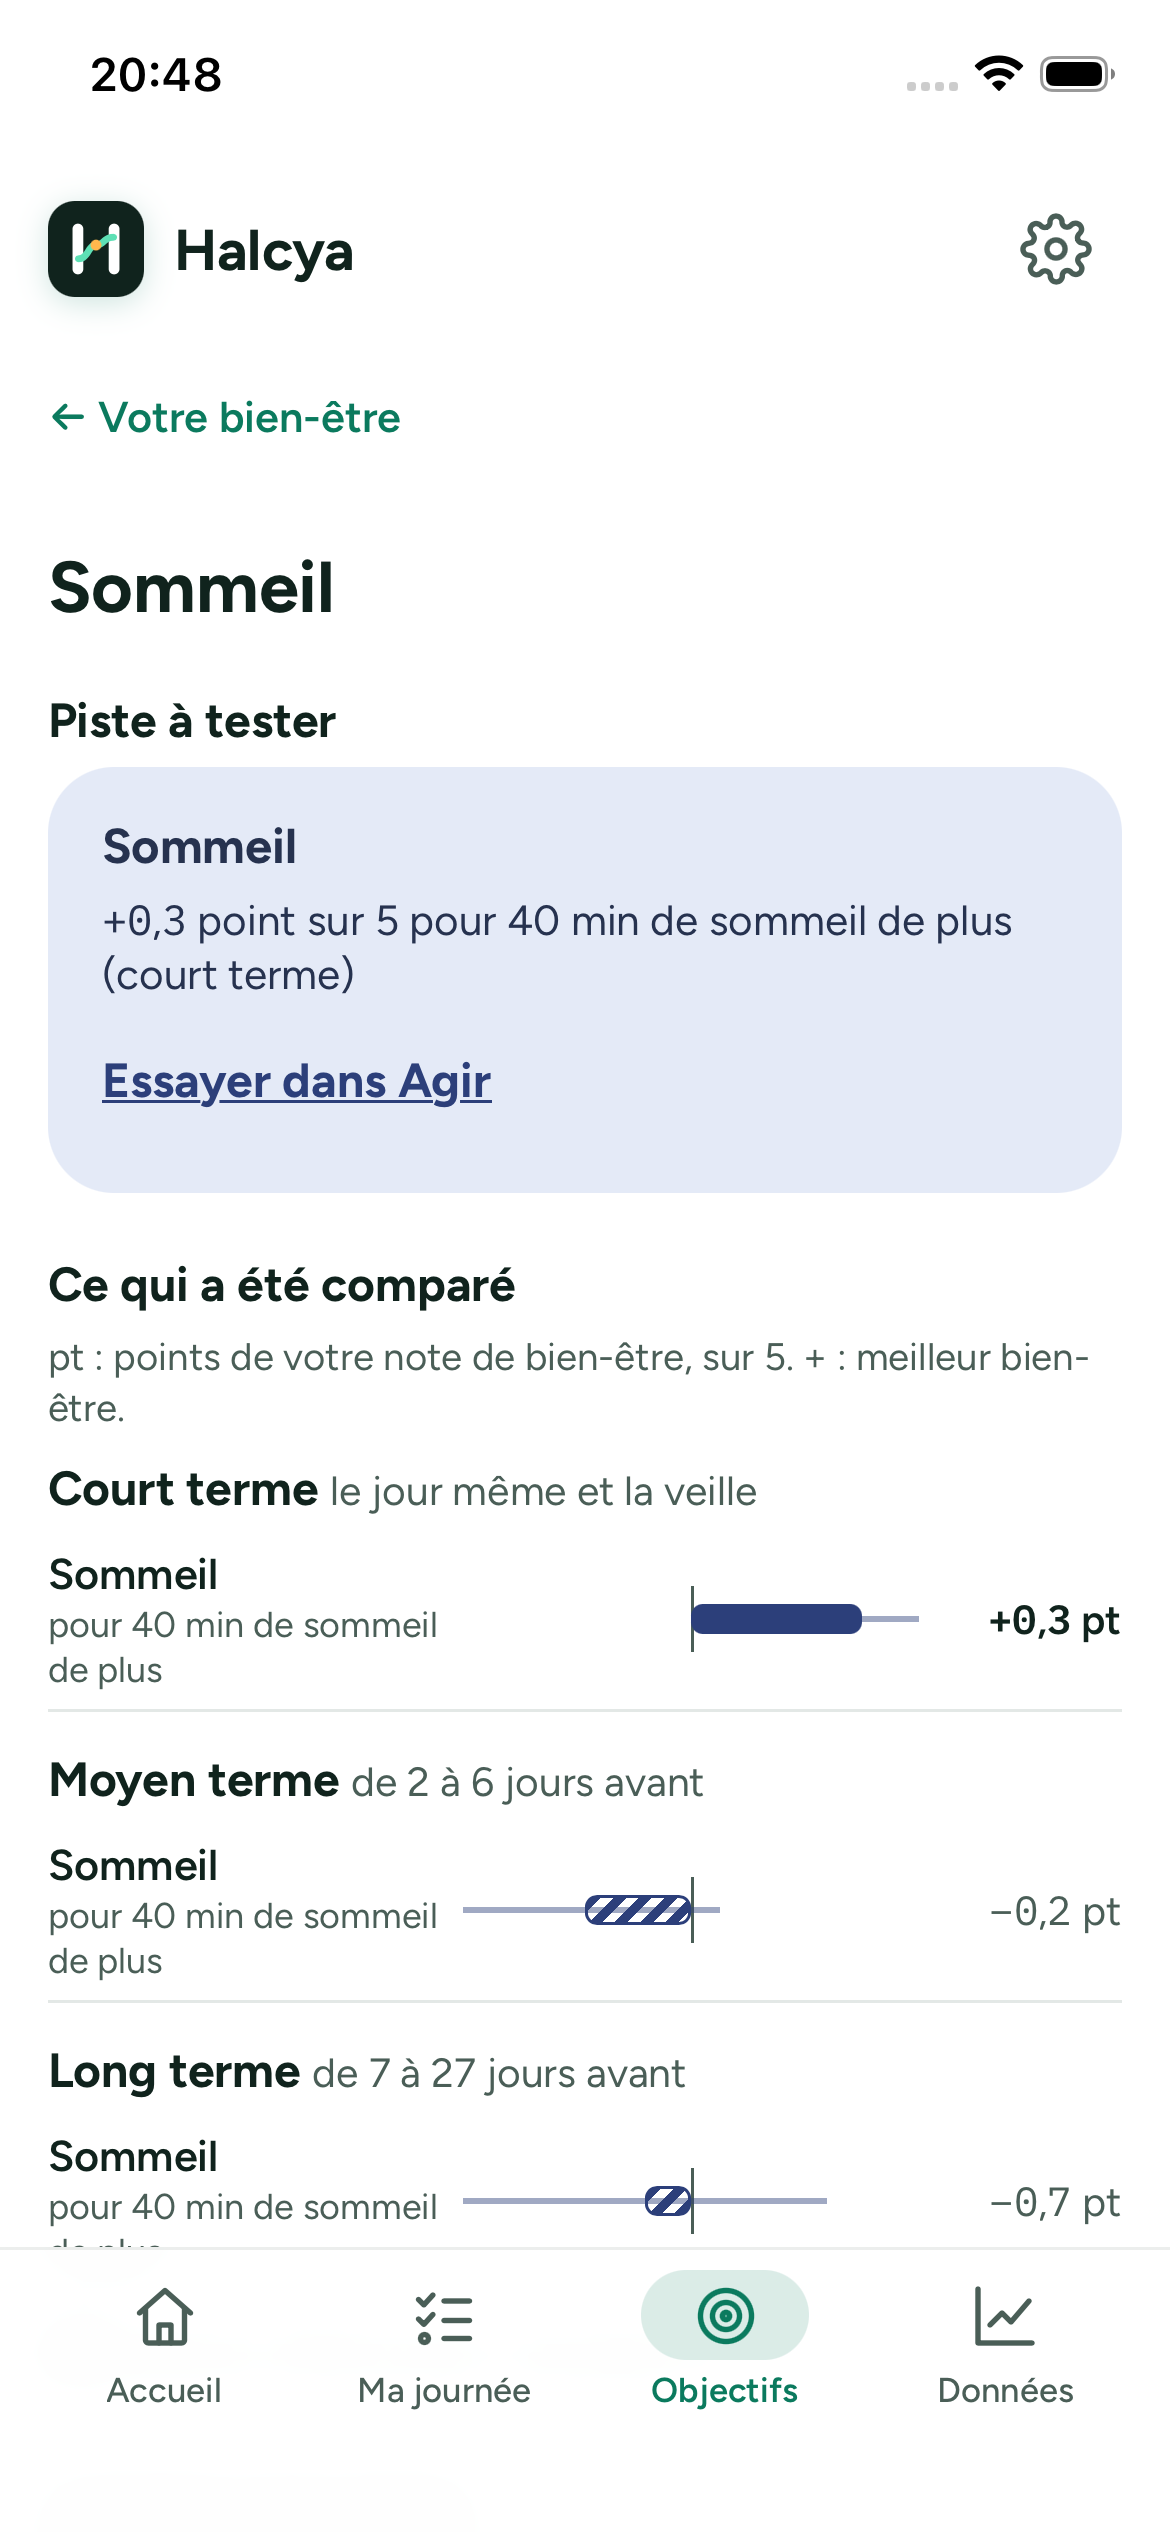 20:48
Halcya
← Votre bien-être
Sommeil
Piste à tester
Sommeil
+0,3 point sur 5 pour 40 min de sommeil de plus
(court terme)
Essayer dans Agir
Ce qui a été comparé
pt : points de votre note de bien-être, sur 5. + : meilleur bien-
être.
Court terme le jour même et la veille
Sommeil
pour 40 min de sommeil
de plus
+0,3 pt
Moyen terme de 2 à 6 jours avant
Sommeil
pour 40 min de sommeil
de plus
−0,2 pt
Long terme de 7 à 27 jours avant
Sommeil
pour 40 min de sommeil
−0,7 pt
Accueil
Ma journée
Objectifs
Données